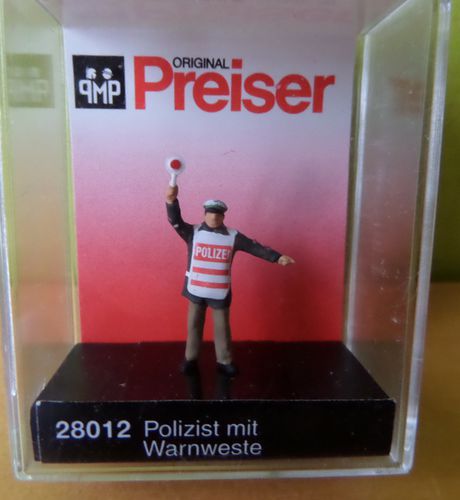 ORIGINAL
PMP Preiser
POLIZEI
28012 Polizist mit
Warnweste